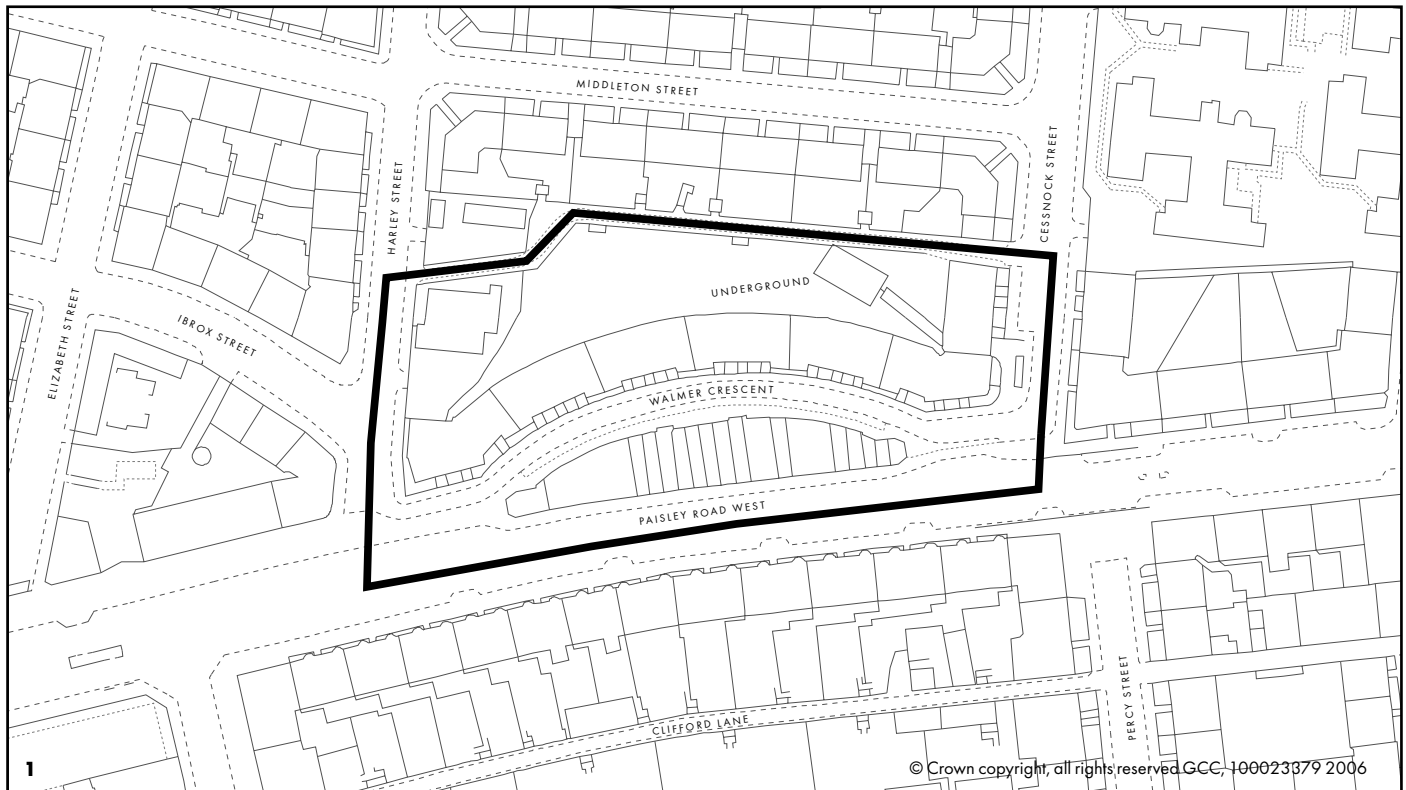 MIDDLETON STREET
CESSNOCK STREET
HARLEY STREET
UNDERGROUND
ELIZABETH STREET
IBROX STREET
WALMER CRESCENT
PAISLEY ROAD WEST
PERCY STREET
CLIFFORD LANE
1
© Crown copyright, all rights reserved GCC, 100023379 2006